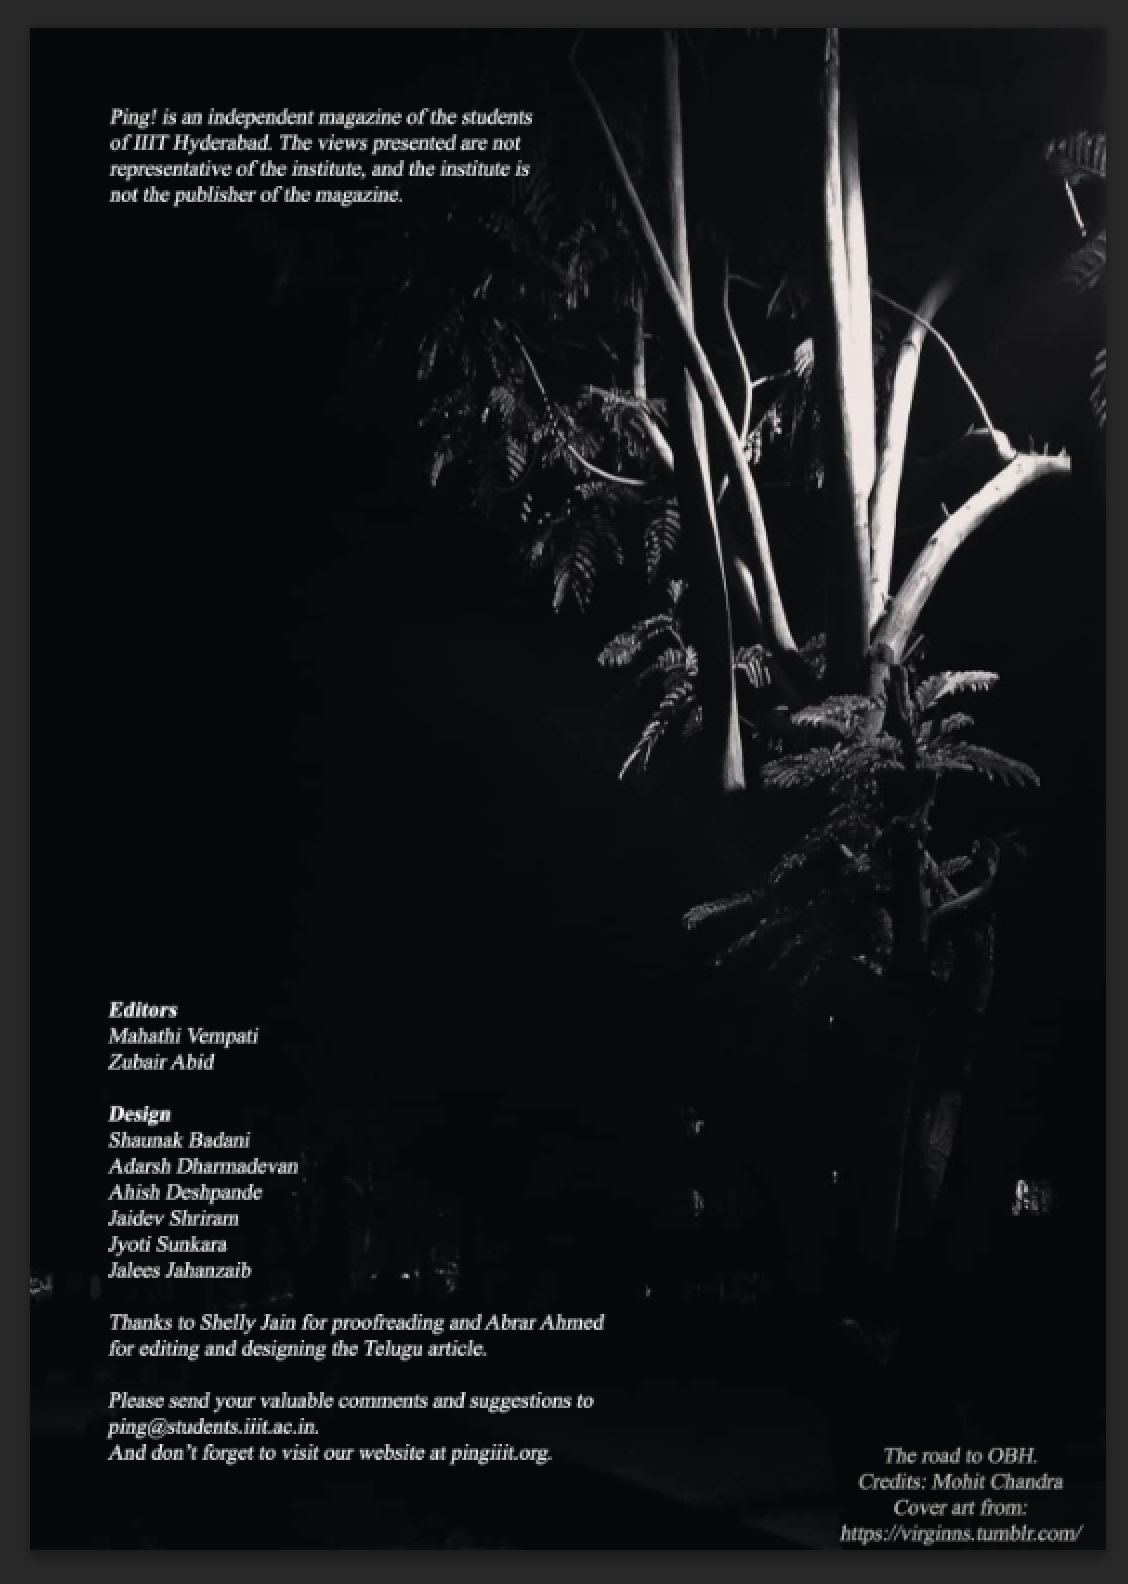 Ping! is an independent magazine of the students
of IIIT Hyderabad. The views presented are not
representative of the institute, and the institute is
not the publisher of the magazine.
Editors
Mahathi Vempati
Zubair Abid
Design
Shaunak Badani
Adarsh Dharmadevan
Ahish Deshpande
Jaidev Shriram
Jyoti Sunkara
Jalees Jahanzaib
Thanks to Shelly Jain for proofreading and Abrar Ahmed
for editing and designing the Telugu article.
Please send your valuable comments and suggestions to
ping@students.iiit.ac.in.
And don't forget to visit our website at pingiiit.org.
The road to OBH.
Credits: Mohit Chandra
Cover art from:
https://virginns.tumblr.com/